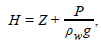 H = Z + P/(ρ_w g),